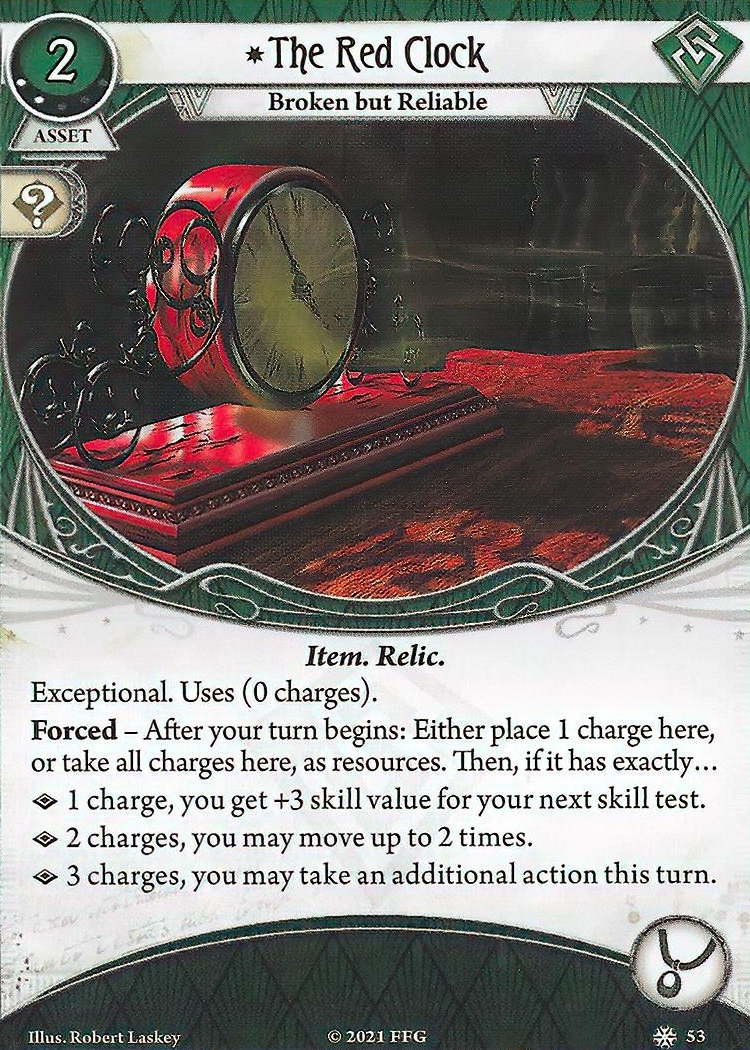 2
✷The Red Clock
Broken but Reliable
ASSET
?
Item. Relic.
Exceptional. Uses (0 charges).
Forced – After your turn begins: Either place 1 charge here,
or take all charges here, as resources. Then, if it has exactly…
1 charge, you get +3 skill value for your next skill test.
2 charges, you may move up to 2 times.
3 charges, you may take an additional action this turn.
Illus. Robert Laskey
© 2021 FFG
53